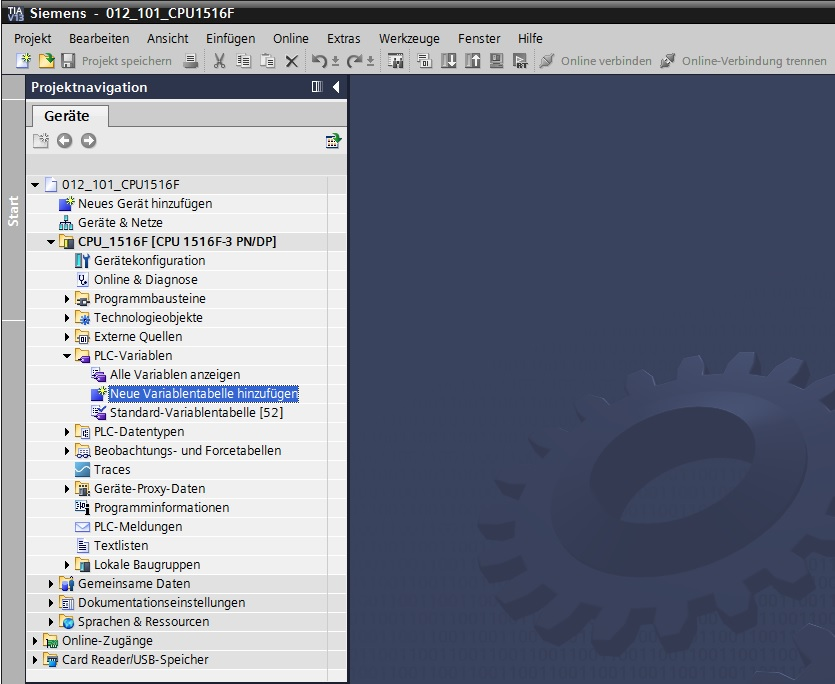 TIA V13 Siemens - 012_101_CPU1516F
Projekt Bearbeiten Ansicht Einfügen Online Extras Werkzeuge Fenster Hilfe
Projekt speichern Online verbinden Online-Verbindung trennen
Projektnavigation
Geräte
Start
012_101_CPU1516F
Neues Gerät hinzufügen
Geräte & Netze
CPU_1516F [CPU 1516F-3 PN/DP]
Gerätekonfiguration
Online & Diagnose
Programmbausteine
Technologieobjekte
Externe Quellen
PLC-Variablen
Alle Variablen anzeigen
Neue Variablentabelle hinzufügen
Standard-Variablentabelle [52]
PLC-Datentypen
Beobachtungs- und Forcetabellen
Traces
Geräte-Proxy-Daten
Programminformationen
PLC-Meldungen
Textlisten
Lokale Baugruppen
Gemeinsame Daten
Dokumentationseinstellungen
Sprachen & Ressourcen
Online-Zugänge
Card Reader/USB-Speicher